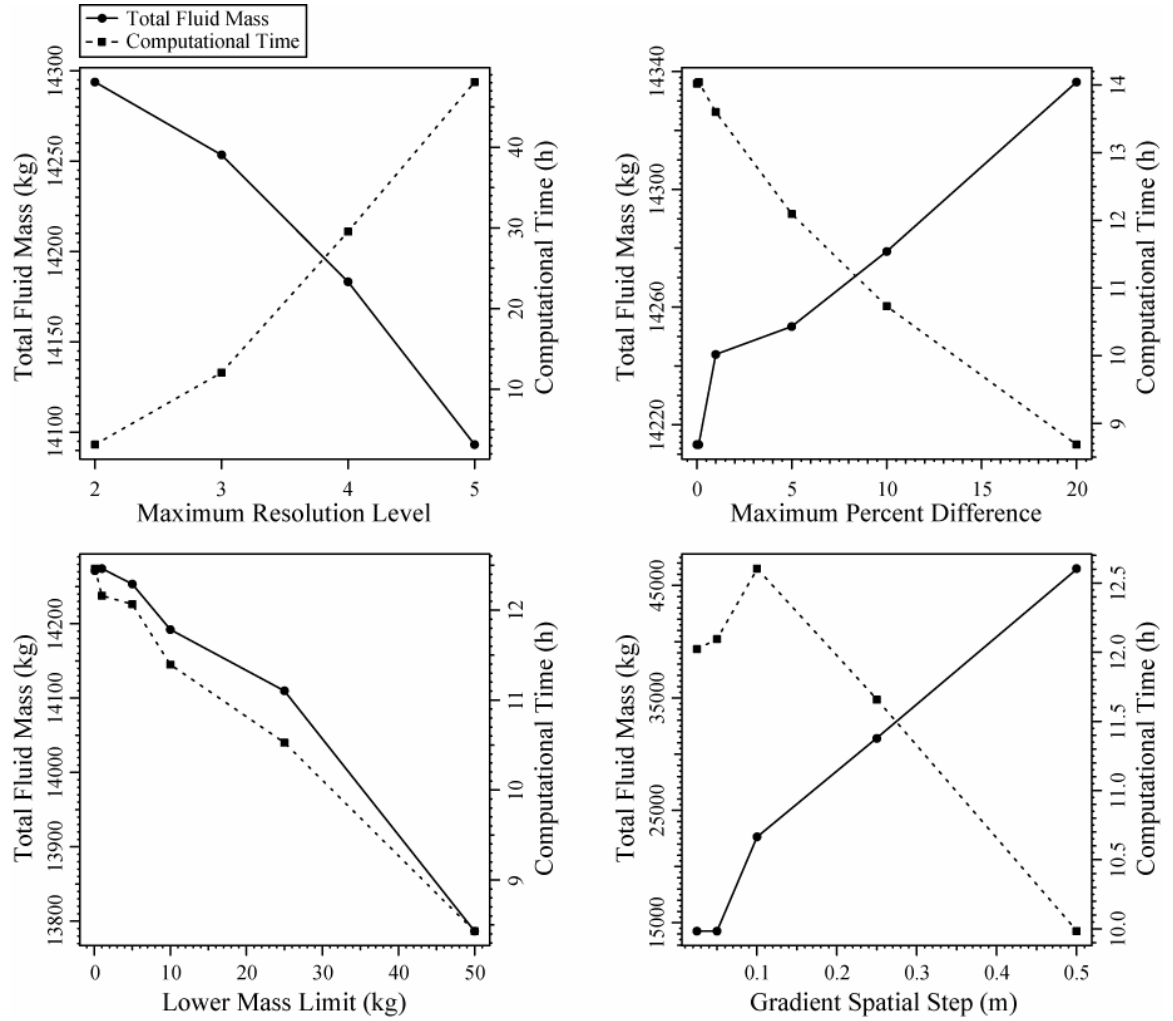 Total Fluid Mass
Computational Time
Total Fluid Mass (kg)
14300
14250
14200
14150
14100
Computational Time (h)
40
30
20
10
2 3 4 5
Maximum Resolution Level
Total Fluid Mass (kg)
14340
14300
14260
14220
Computational Time (h)
14
13
12
11
10
9
0 5 10 15 20
Maximum Percent Difference
Total Fluid Mass (kg)
14200
14100
14000
13900
13800
Computational Time (h)
12
11
10
9
0 10 20 30 40 50
Lower Mass Limit (kg)
Total Fluid Mass (kg)
45000
35000
25000
15000
Computational Time (h)
12.5
12.0
11.5
11.0
10.5
10.0
0.1 0.2 0.3 0.4 0.5
Gradient Spatial Step (m)